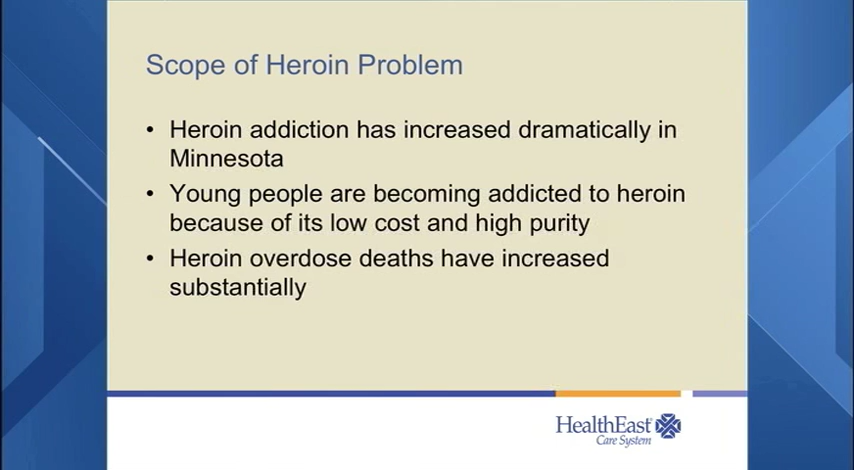 Scope of Heroin Problem
• Heroin addiction has increased dramatically in
Minnesota
• Young people are becoming addicted to heroin
because of its low cost and high purity
• Heroin overdose deaths have increased
substantially
HealthEast
Care System